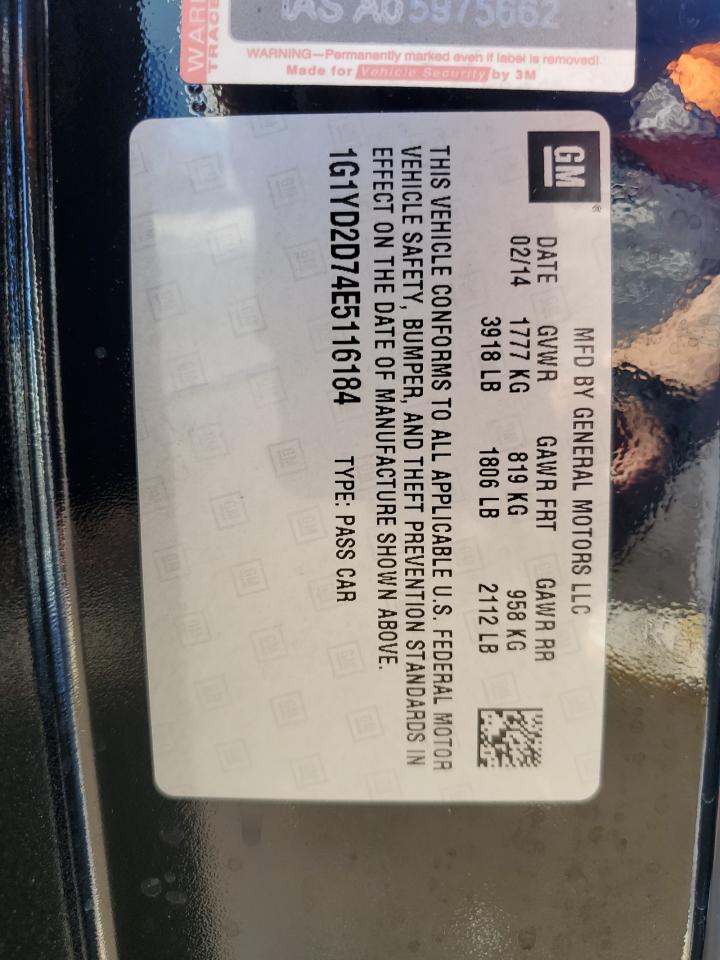 IAS A05975662
WARNING—Permanently marked even if label is removed!
Made for Vehicle Security by 3M
GM®
MFD BY GENERAL MOTORS LLC
DATE GVWR GAWR FRT GAWR RR
02/14 1777 KG 819 KG 958 KG
3918 LB 1806 LB 2112 LB
THIS VEHICLE CONFORMS TO ALL APPLICABLE U.S. FEDERAL MOTOR
VEHICLE SAFETY, BUMPER, AND THEFT PREVENTION STANDARDS IN
EFFECT ON THE DATE OF MANUFACTURE SHOWN ABOVE.
1G1YD2D74E5116184 TYPE: PASS CAR